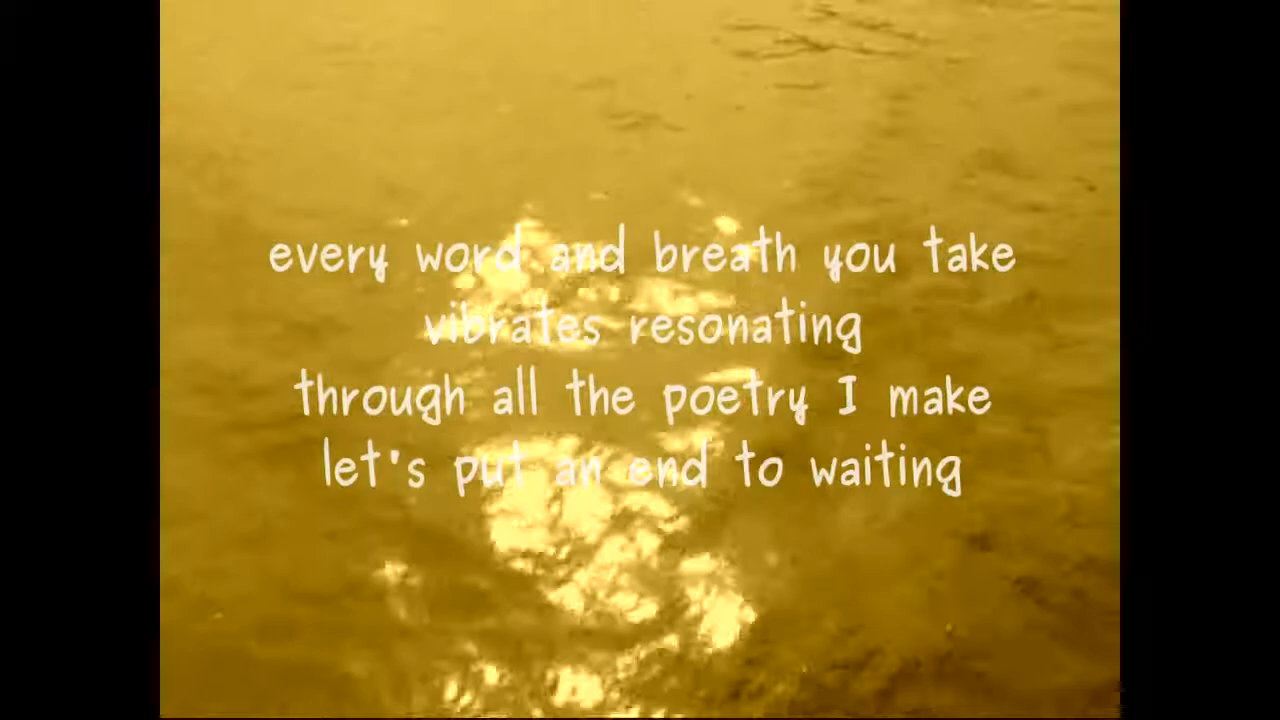 every word and breath you take
vibrates resonating
through all the poetry I make
let's put an end to waiting